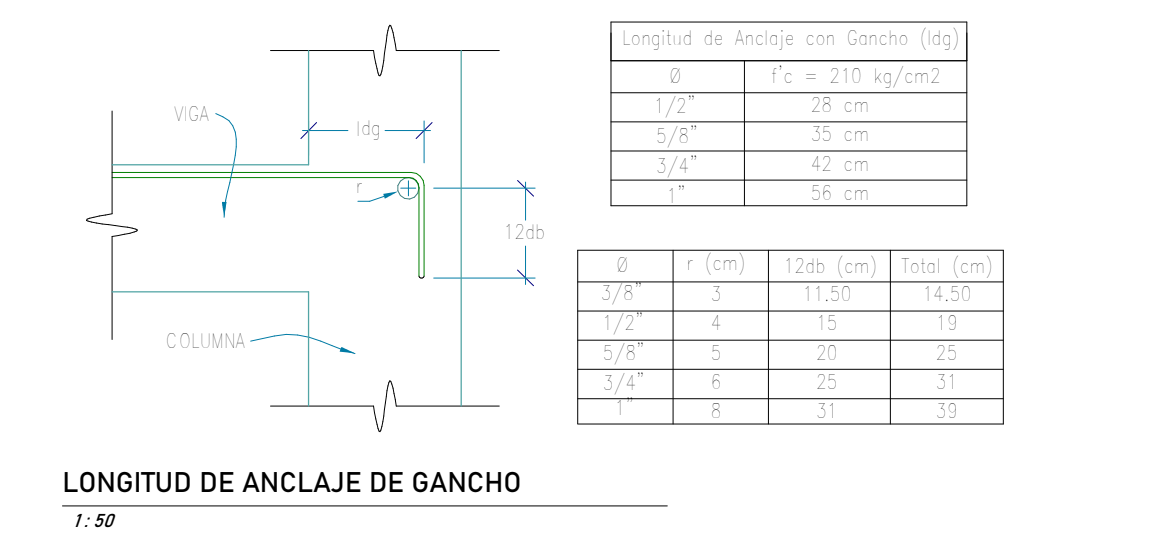 VIGA
ldg
r
12db
COLUMNA
Longitud de Anclaje con Gancho (ldg)
Ø f'c = 210 kg/cm2
1/2" 28 cm
5/8" 35 cm
3/4" 42 cm
1" 56 cm
Ø r (cm) 12db (cm) Total (cm)
3/8" 3 11.50 14.50
1/2" 4 15 19
5/8" 5 20 25
3/4" 6 25 31
1" 8 31 39
LONGITUD DE ANCLAJE DE GANCHO
1:50